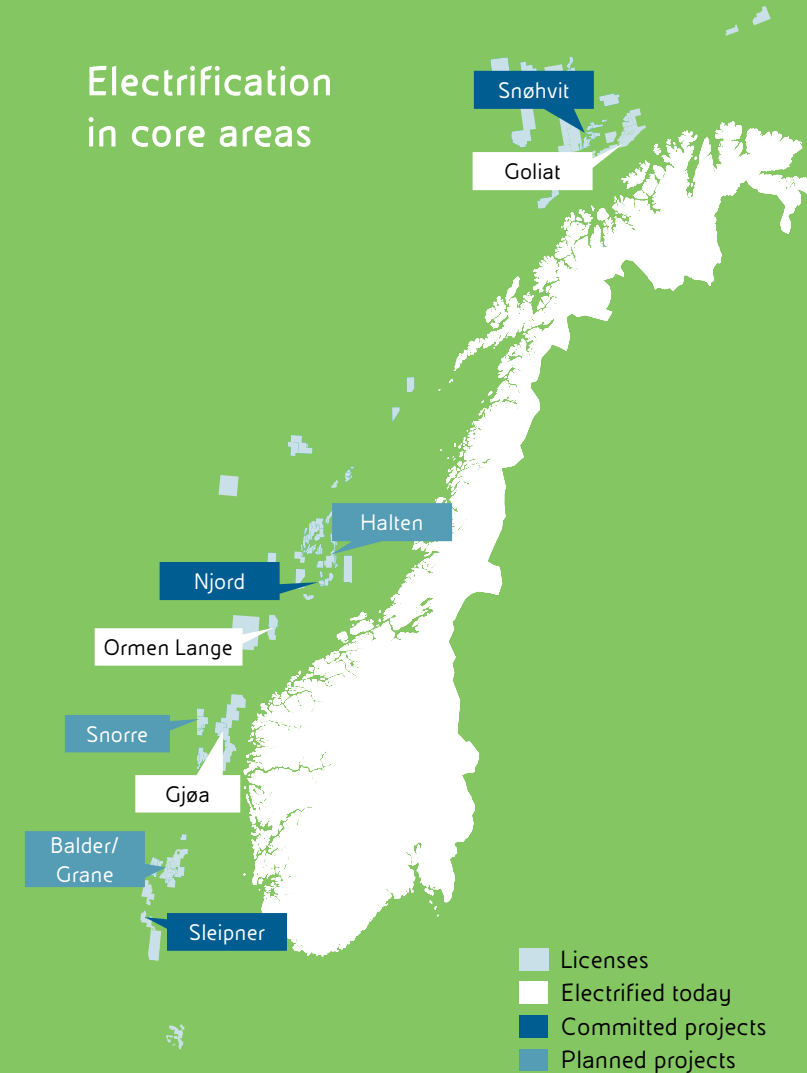 Electrification
in core areas
Snøhvit
Goliat
Halten
Njord
Ormen Lange
Snorre
Gjøa
Balder/
Grane
Sleipner
Licenses
Electrified today
Committed projects
Planned projects